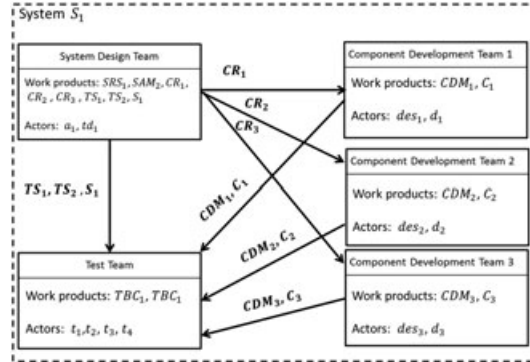 System S₁
System Design Team
Work products: SRS₁, SAM₂, CR₁,
CR₂ , CR₃ , TS₁, TS₂, S₁
Actors: a₁, td₁
CR₁
CR₂
CR₃
Component Development Team 1
Work products: CDM₁, C₁
Actors: des₁, d₁
Component Development Team 2
Work products: CDM₂, C₂
Actors: des₂, d₂
TS₁, TS₂ , S₁
CDM₁, C₁
CDM₂, C₂
CDM₃, C₃
Test Team
Work products: TBC₁, TBC₁
Actors: t₁,t₂, t₃, t₄
Component Development Team 3
Work products: CDM₃, C₃
Actors: des₃, d₃